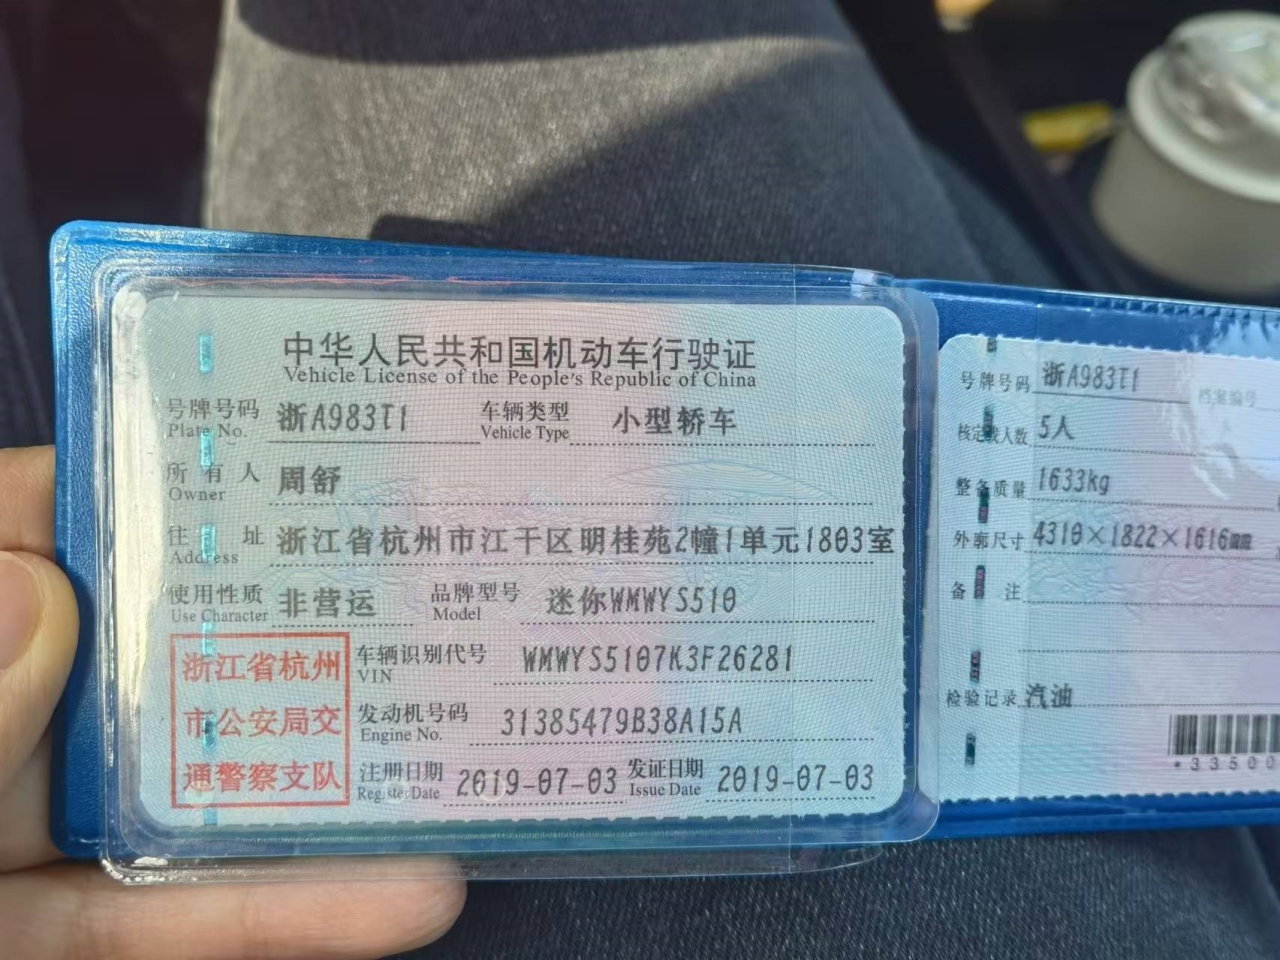 中华人民共和国机动车行驶证
Vehicle License of the People's Republic of China
号牌号码 浙A983T1 车辆类型 小型轿车
Plate No. Vehicle Type
所有人 周舒
Owner
住址 浙江省杭州市江干区明桂苑2幢1单元1803室
Address
使用性质 非营运 品牌型号 迷你WMWYS510
Use Character Model
浙江省杭州
市公安局交
通警察支队
车辆识别代号 WMWYS5107K3F26281
VIN
发动机号码 31385479B38A15A
Engine No.
注册日期 2019-07-03 发证日期 2019-07-03
Register Date Issue Date
号牌号码 浙A983T1 档案编号
核定载人数 5人
整备质量 1633kg
外廓尺寸 4310×1822×1616mm
备注
检验记录 汽油
*33500